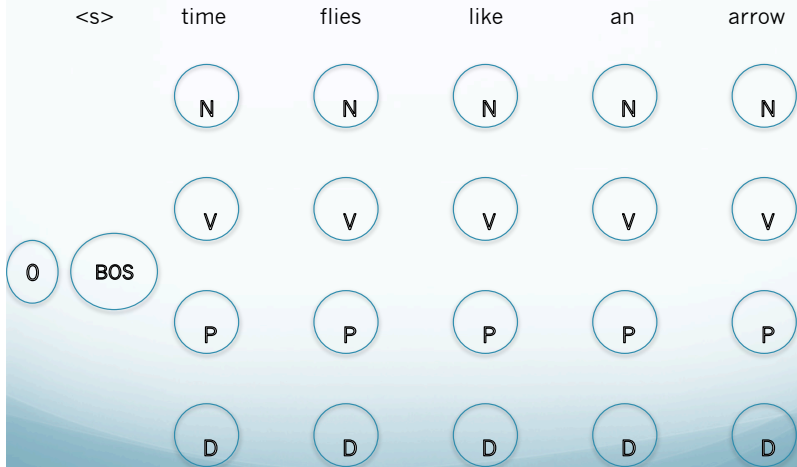 <s> time flies like an arrow
N N N N N
V V V V V
0 BOS
P P P P P
D D D D D